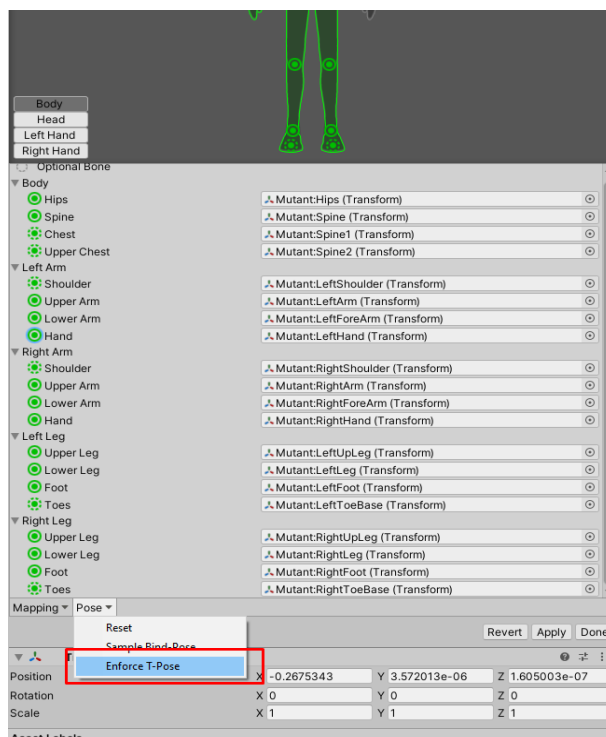 Body
Head
Left Hand
Right Hand
Optional Bone
Body
Hips Mutant:Hips (Transform)
Spine Mutant:Spine (Transform)
Chest Mutant:Spine1 (Transform)
Upper Chest Mutant:Spine2 (Transform)
Left Arm
Shoulder Mutant:LeftShoulder (Transform)
Upper Arm Mutant:LeftArm (Transform)
Lower Arm Mutant:LeftForeArm (Transform)
Hand Mutant:LeftHand (Transform)
Right Arm
Shoulder Mutant:RightShoulder (Transform)
Upper Arm Mutant:RightArm (Transform)
Lower Arm Mutant:RightForeArm (Transform)
Hand Mutant:RightHand (Transform)
Left Leg
Upper Leg Mutant:LeftUpLeg (Transform)
Lower Leg Mutant:LeftLeg (Transform)
Foot Mutant:LeftFoot (Transform)
Toes Mutant:LeftToeBase (Transform)
Right Leg
Upper Leg Mutant:RightUpLeg (Transform)
Lower Leg Mutant:RightLeg (Transform)
Foot Mutant:RightFoot (Transform)
Toes Mutant:RightToeBase (Transform)
Mapping Pose
Reset
Revert Apply Done
Sample Bind-Pose
Enforce T-Pose
Position X -0.2675343 Y 3.572013e-06 Z 1.605003e-07
Rotation X 0 Y 0 Z 0
Scale X 1 Y 1 Z 1
Asset Labels